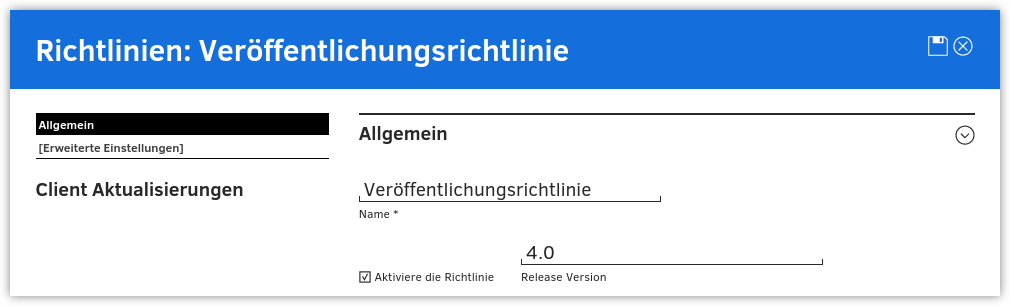 Richtlinien: Veröffentlichungsrichtlinie
Allgemein
[Erweiterte Einstellungen]
Client Aktualisierungen
Allgemein
Veröffentlichungsrichtlinie
Name *
4.0
Aktiviere die Richtlinie
Release Version